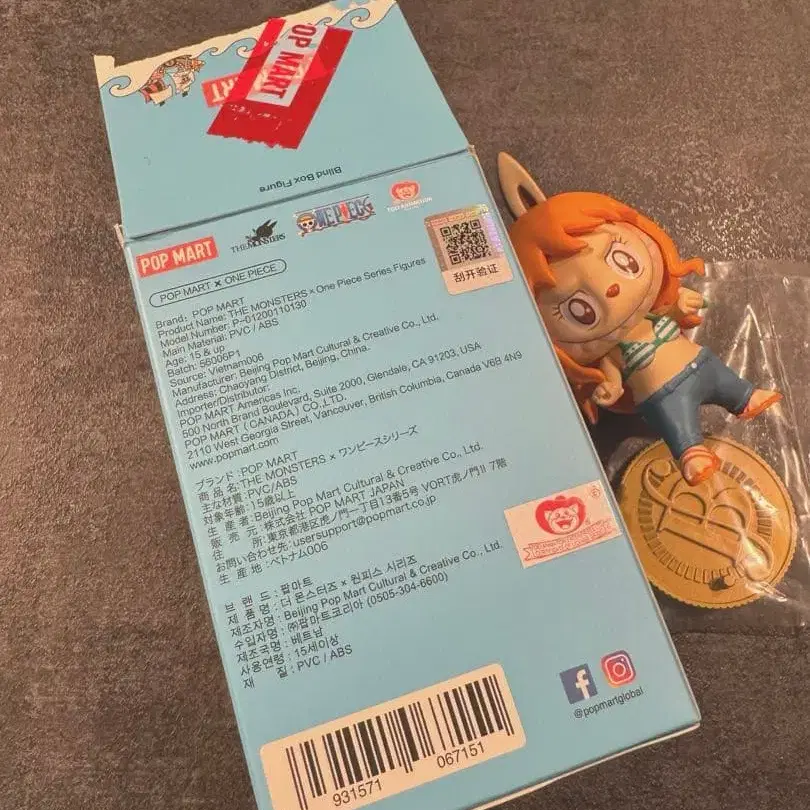 POP MART
POP MART
Blind Box Figure
POP MART
THE MONSTERS
ONE PIECE
TOEI ANIMATION
刮开验证
POP MART × ONE PIECE
Brand: POP MART
Product Name: THE MONSTERS × One Piece Series Figures
Model Number: P-01200110130
Main Material: PVC / ABS
Age: 15 & up
Batch: 56006P1
Source: Vietnam006
Manufacturer: Beijing Pop Mart Cultural & Creative Co., Ltd.
Address: Chaoyang District, Beijing, China.
Importer/Distributor:
POP MART Americas Inc.
500 North Brand Boulevard, Suite 2000, Glendale, CA 91203, USA
POP MART (CANADA) CO.,LTD.
2110 West Georgia Street, Vancouver, British Columbia, Canada V6B 4N9
www.popmart.com
ブランド:POP MART
商品名:THE MONSTERS × ワンピースシリーズ
主な材質:PVC/ABS
対象年齢:15歳以上
生産者:Beijing Pop Mart Cultural & Creative Co., Ltd.
販売元:株式会社 POP MART JAPAN
住所:東京都港区虎ノ門一丁目13番5号 VORT虎ノ門II 7階
お問い合わせ先:usersupport@popmart.co.jp
生産地:ベトナム006
브랜드:팝마트
제품명:더 몬스터즈 × 원피스 시리즈
제조자명:Beijing Pop Mart Cultural & Creative Co., Ltd.
수입자명:㈜팝마트코리아 (0505-304-6600)
제조국명:베트남
사용연령:15세이상
재질:PVC / ABS
@popmartglobal
931571 067151